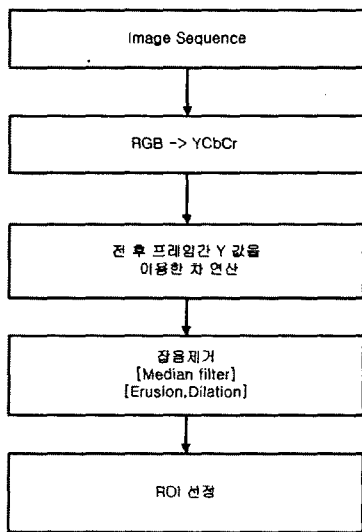 Image Sequence
RGB -> YCbCr
전 후 프레임간 Y 값을
이용한 차 연산
잡음제거
[Median filter]
[Erusion,Dilation]
ROI 선정